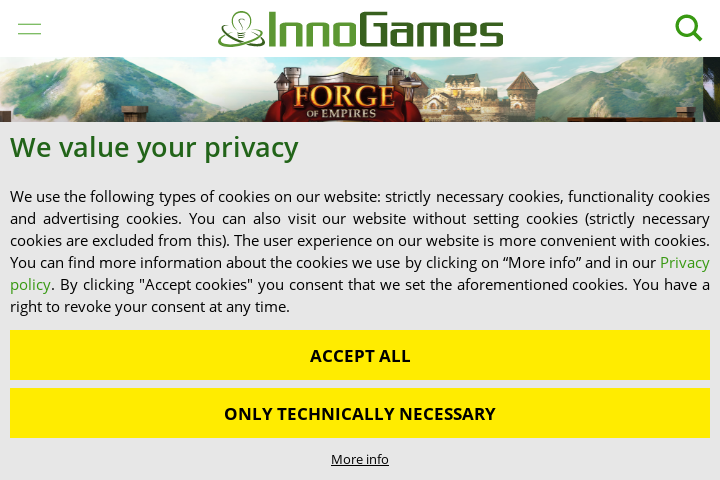 InnoGames
FORGE
OF EMPIRES
We value your privacy
We use the following types of cookies on our website: strictly necessary cookies, functionality cookies
and advertising cookies. You can also visit our website without setting cookies (strictly necessary
cookies are excluded from this). The user experience on our website is more convenient with cookies.
You can find more information about the cookies we use by clicking on “More info” and in our Privacy
policy. By clicking "Accept cookies" you consent that we set the aforementioned cookies. You have a
right to revoke your consent at any time.
ACCEPT ALL
ONLY TECHNICALLY NECESSARY
More info